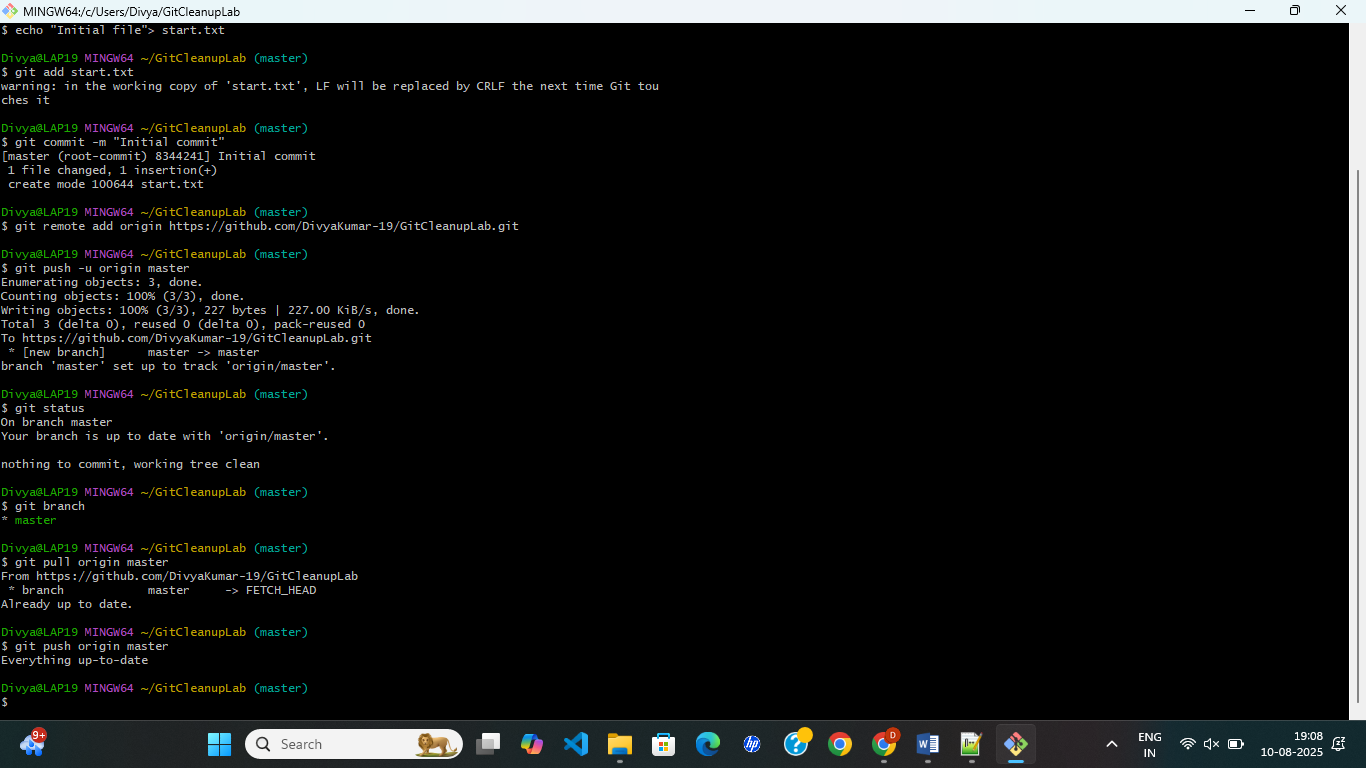 MINGW64:/c/Users/Divya/GitCleanupLab
$ echo "Initial file"> start.txt
Divya@LAP19 MINGW64 ~/GitCleanupLab (master)
$ git add start.txt
warning: in the working copy of 'start.txt', LF will be replaced by CRLF the next time Git tou
ches it
Divya@LAP19 MINGW64 ~/GitCleanupLab (master)
$ git commit -m "Initial commit"
[master (root-commit) 8344241] Initial commit
 1 file changed, 1 insertion(+)
 create mode 100644 start.txt
Divya@LAP19 MINGW64 ~/GitCleanupLab (master)
$ git remote add origin https://github.com/DivyaKumar-19/GitCleanupLab.git
Divya@LAP19 MINGW64 ~/GitCleanupLab (master)
$ git push -u origin master
Enumerating objects: 3, done.
Counting objects: 100% (3/3), done.
Writing objects: 100% (3/3), 227 bytes | 227.00 KiB/s, done.
Total 3 (delta 0), reused 0 (delta 0), pack-reused 0
To https://github.com/DivyaKumar-19/GitCleanupLab.git
 * [new branch]      master -> master
branch 'master' set up to track 'origin/master'.
Divya@LAP19 MINGW64 ~/GitCleanupLab (master)
$ git status
On branch master
Your branch is up to date with 'origin/master'.
nothing to commit, working tree clean
Divya@LAP19 MINGW64 ~/GitCleanupLab (master)
$ git branch
* master
Divya@LAP19 MINGW64 ~/GitCleanupLab (master)
$ git pull origin master
From https://github.com/DivyaKumar-19/GitCleanupLab
 * branch            master     -> FETCH_HEAD
Already up to date.
Divya@LAP19 MINGW64 ~/GitCleanupLab (master)
$ git push origin master
Everything up-to-date
Divya@LAP19 MINGW64 ~/GitCleanupLab (master)
$
9+
Search
hp
D
ENG
IN
19:08
10-08-2025